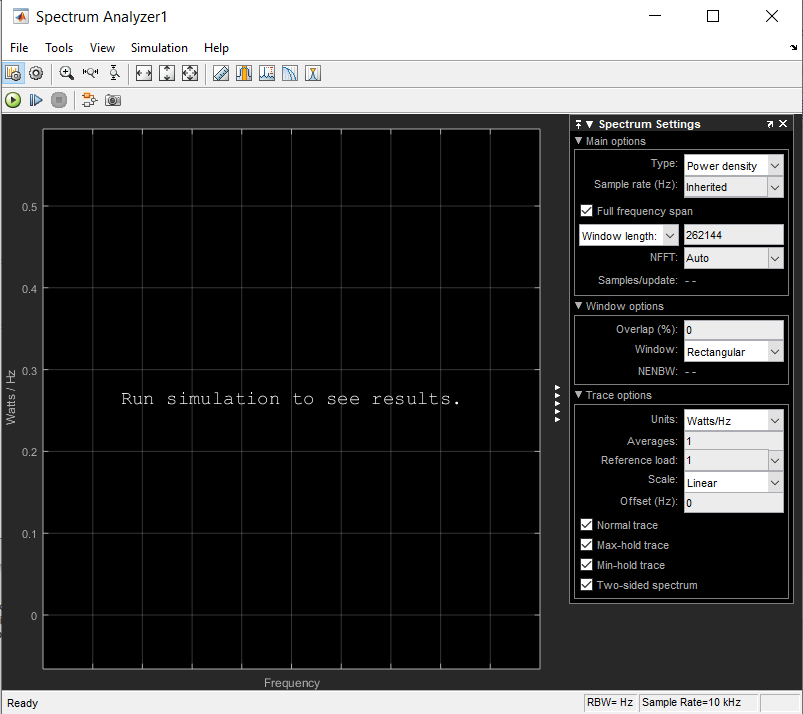 Spectrum Analyzer1
File Tools View Simulation Help
Spectrum Settings
Main options
Type: Power density
Sample rate (Hz): Inherited
Full frequency span
Window length: 262144
NFFT: Auto
Samples/update: --
Window options
Overlap (%): 0
Window: Rectangular
NENBW: --
Trace options
Units: Watts/Hz
Averages: 1
Reference load: 1
Scale: Linear
Offset (Hz): 0
Normal trace
Max-hold trace
Min-hold trace
Two-sided spectrum
0.5
0.4
0.3
0.2
0.1
0
Watts / Hz
Run simulation to see results.
Frequency
Ready
RBW= Hz
Sample Rate=10 kHz